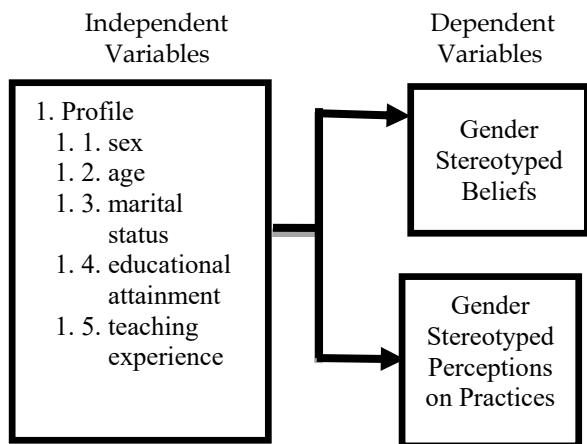 Independent
Variables
Dependent
Variables
1. Profile
1. 1. sex
1. 2. age
1. 3. marital
status
1. 4. educational
attainment
1. 5. teaching
experience
Gender
Stereotyped
Beliefs
Gender
Stereotyped
Perceptions
on Practices